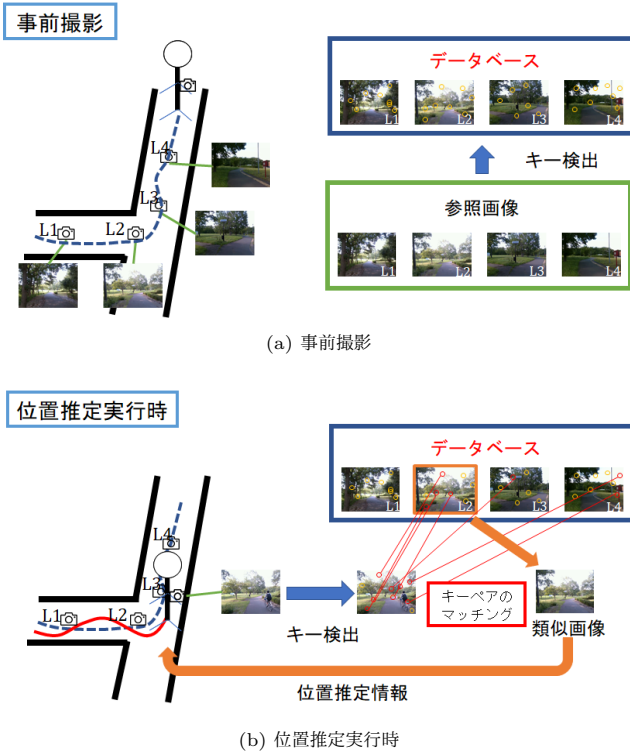 事前撮影
データベース
L1
L2
L3
L4
キー検出
参照画像
L1
L2
L3
L4
L4
L3
L1
L2
(a) 事前撮影
位置推定実行時
データベース
L1
L2
L3
L4
L4
L3
L1
L2
キー検出
キーペアの
マッチング
類似画像
位置推定情報
(b) 位置推定実行時